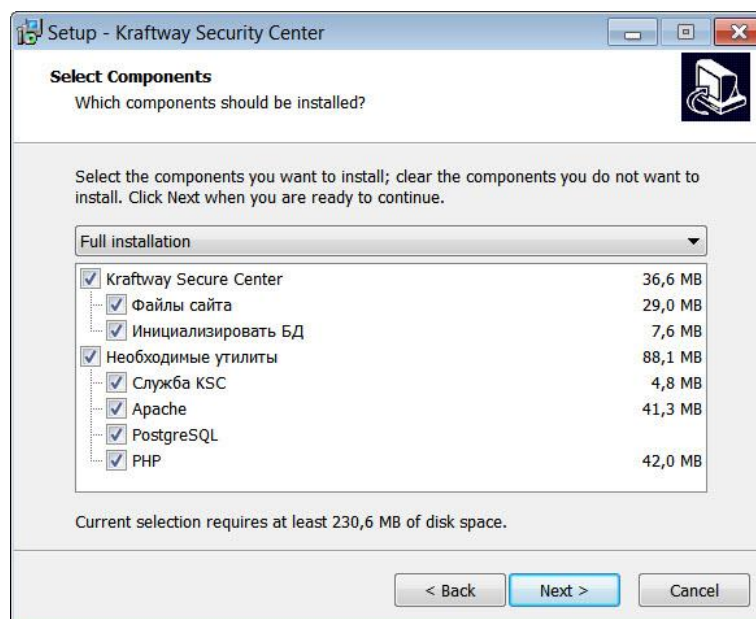 Setup - Kraftway Security Center
Select Components
Which components should be installed?
Select the components you want to install; clear the components you do not want to
install. Click Next when you are ready to continue.
Full installation
Kraftway Secure Center 36,6 MB
Файлы сайта 29,0 MB
Инициализировать БД 7,6 MB
Необходимые утилиты 88,1 MB
Служба KSC 4,8 MB
Apache 41,3 MB
PostgreSQL
PHP 42,0 MB
Current selection requires at least 230,6 MB of disk space.
< Back Next > Cancel